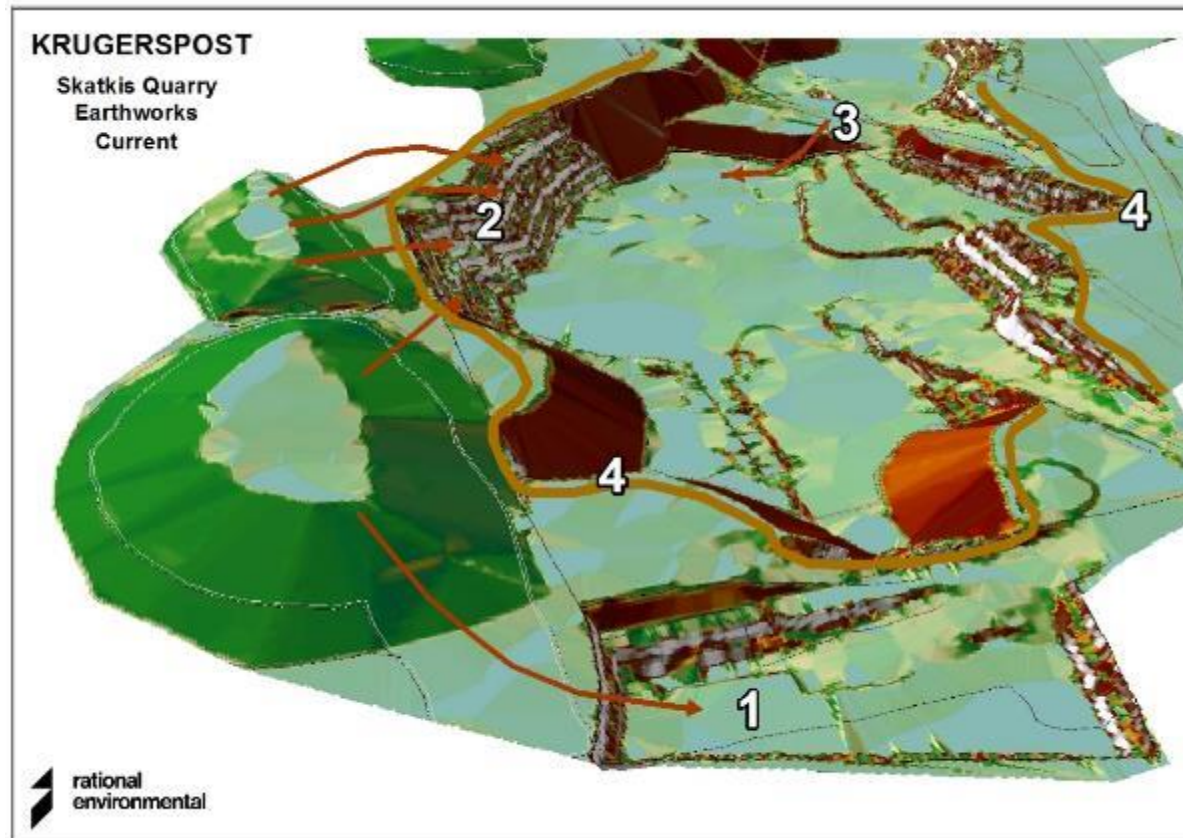 KRUGERSPOST
Skatkis Quarry
Earthworks
Current
3
2
4
4
1
rational
environmental